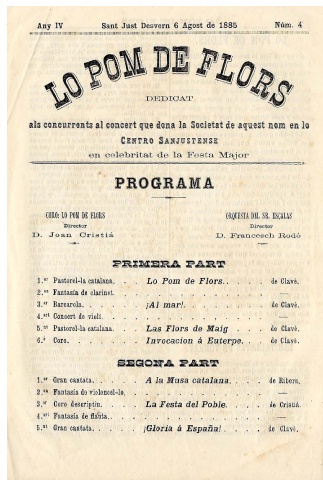 Any IV Sant Just Desvern 6 Agost de 1885 Núm. 4
LO POM DE FLORS
DEDICAT
als concurrents al concert que dona la Societat de aquest nom en lo
CENTRO SANJUSTENSE
en celebritat de la Festa Major
PROGRAMA
CORO: LO POM DE FLORS
Director
D. Joan Cristiá
ORQUESTA DEL SR. ESCALAS
Director
D. Francesch Rodó
PRIMERA PART
1.er Pastorel-la catalana. Lo Pom de Flors. . . . . . de Clavé.
2.on Fantasía de clarinet. . . . . . . . . . —
3.er Barcarola. . . . . ¡Al mar!. . . . . . . de Clavé.
4.art Concert de violí. . . . . . . . . . . —
5.nt Pastorel-la catalana. Las Flors de Maig . . . . . de Clavé.
6.é Coro. . . . . . Invocacion á Euterpe. . . . de Clavé.
SEGONA PART
1.er Gran cantata. . . . A la Musa catalana. . . . . de Ribera.
2.on Fantasía de violoncel-lo. . . . . . . . . —
3.er Coro descriptiu. . . La Festa del Poble. . . . . de Cristiá.
4.art Fantasía de flauta. . . . . . . . . . —
5.nt Gran cantata. . . . ¡Gloria á España!. . . . . de Clavé.